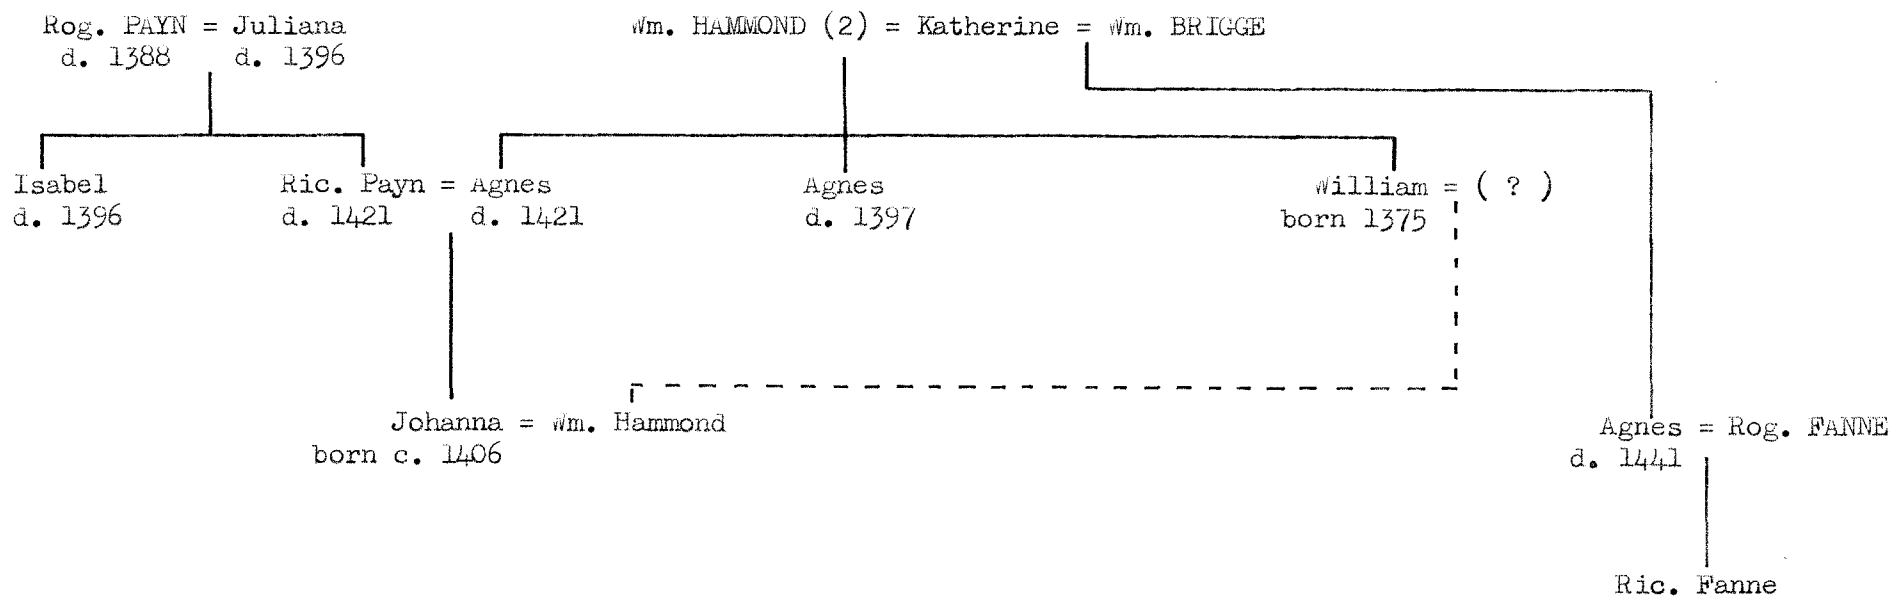 Rog. PAYN = Juliana Wm. HAMMOND (2) = Katherine = Wm. BRIGGE
d. 1388 d. 1396
Isabel Ric. Payn = Agnes Agnes William = ( ? )
d. 1396 d. 1421 d. 1421 d. 1397 born 1375
Johanna = Wm. Hammond Agnes = Rog. FANNE
born c. 1406 d. 1441
Ric. Fanne